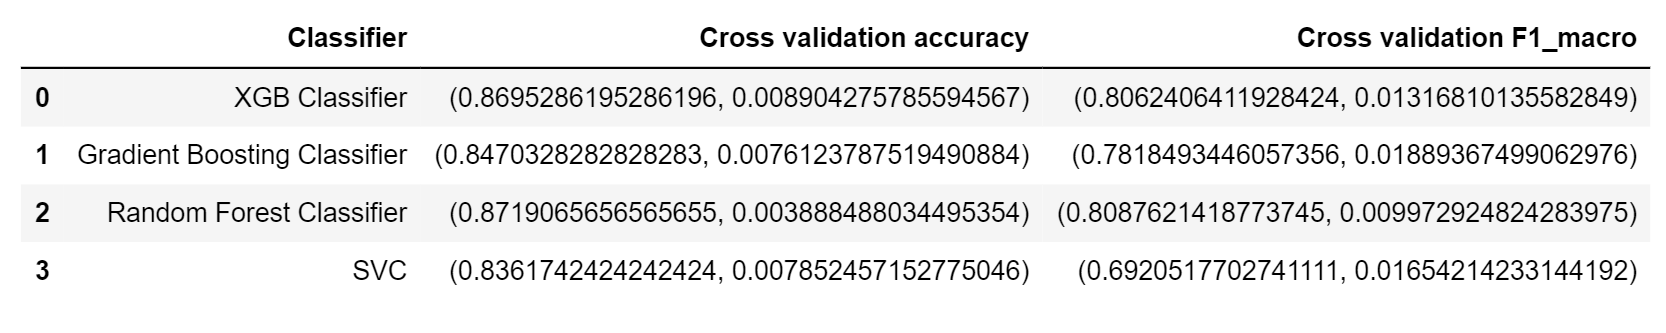 Classifier Cross validation accuracy Cross validation F1_macro
0 XGB Classifier (0.8695286195286196, 0.008904275785594567) (0.8062406411928424, 0.01316810135582849)
1 Gradient Boosting Classifier (0.8470328282828283, 0.0076123787519490884) (0.7818493446057356, 0.018893674990629​76)
2 Random Forest Classifier (0.8719065656565655, 0.003888488034495354) (0.8087621418773745, 0.009972924824283975)
3 SVC (0.8361742424242424, 0.007852457152775046) (0.6920517702741111, 0.01654214233144192)